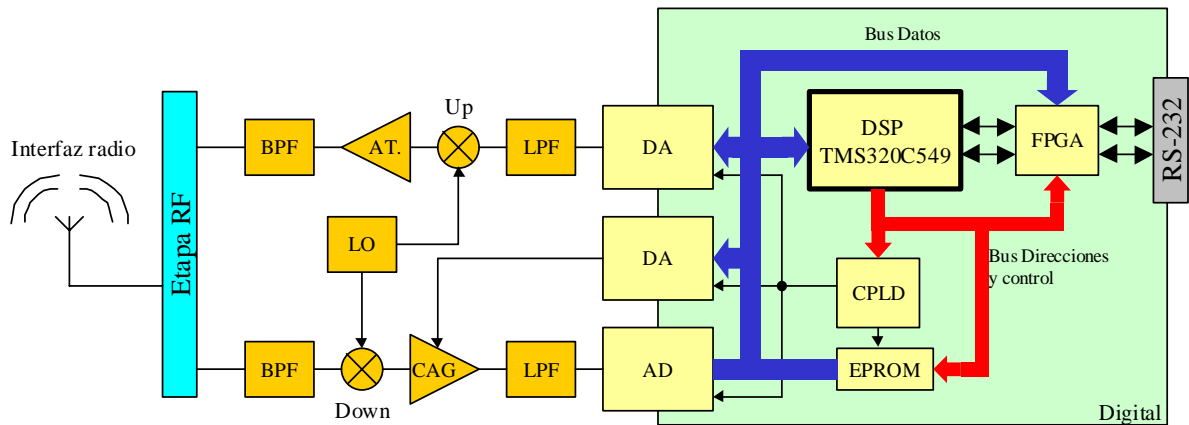 Bus Datos
Up
Interfaz radio
Etapa RF
BPF
AT.
LPF
DA
DSP
TMS320C549
FPGA
RS-232
LO
DA
CPLD
Bus Direcciones
y control
BPF
CAG
LPF
AD
EPROM
Down
Digital